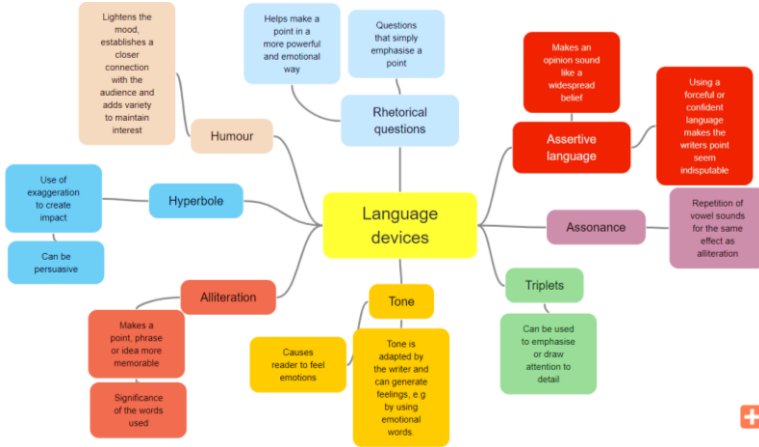 Lightens the
mood,
establishes a
closer
connection
with the
audience and
adds variety
to maintain
interest
Humour
Helps make a
point in a
more powerful
and emotional
way
Questions
that simply
emphasise a
point
Rhetorical
questions
Makes an
opinion sound
like a
widespread
belief
Assertive
language
Using a
forceful or
confident
language
makes the
writers point
seem
indisputable
Use of
exaggeration
to create
impact
Hyperbole
Can be
persuasive
Language
devices
Assonance
Repetition of
vowel sounds
for the same
effect as
alliteration
Alliteration
Makes a
point, phrase
or idea more
memorable
Significance
of the words
used
Tone
Causes
reader to feel
emotions
Tone is
adapted by
the writer and
can generate
feelings, e.g
by using
emotional
words.
Triplets
Can be used
to emphasise
or draw
attention to
detail